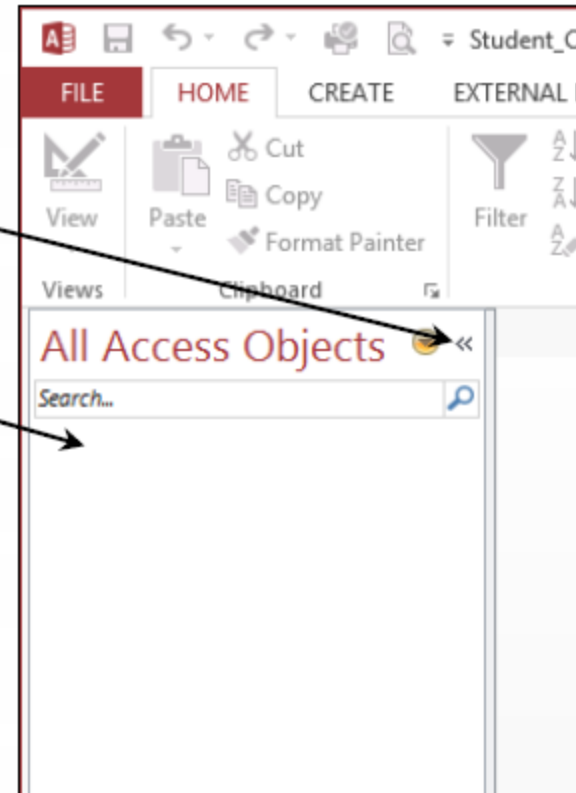 Student_C
FILE HOME CREATE EXTERNAL
View
Paste
Cut
Copy
Format Painter
Filter
Views
Clipboard
All Access Objects
Search...